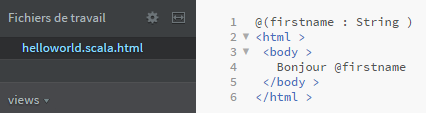 Fichiers de travail
helloworld.scala.html
views
1 @(firstname : String )
2 <html >
3 <body >
4 Bonjour @firstname
5 </body >
6 </html >